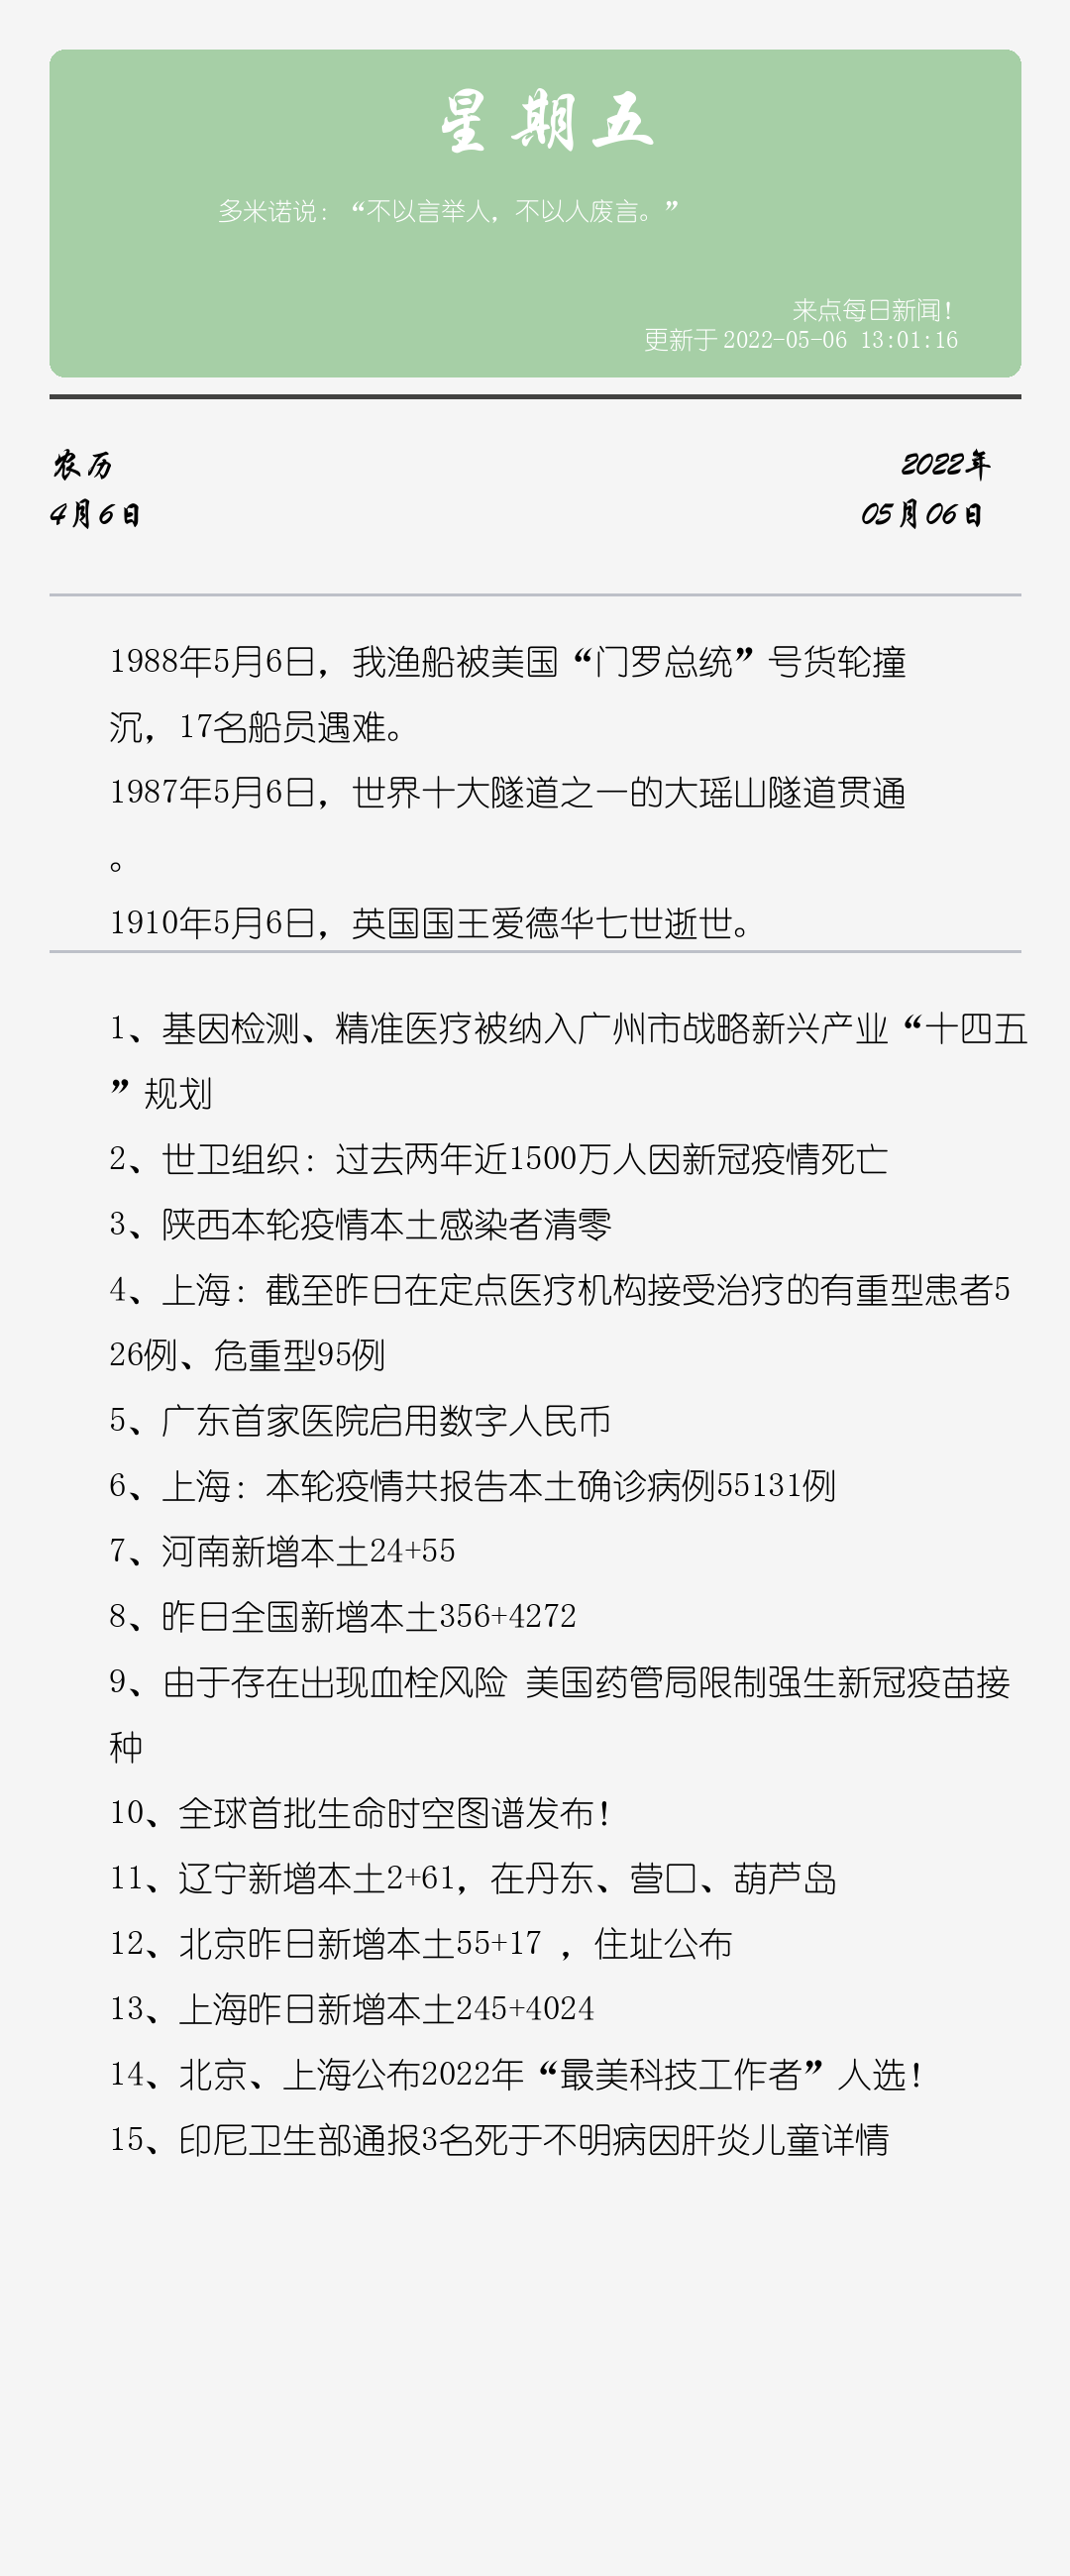 星期五
多米诺说：“不以言举人，不以人废言。”
来点每日新闻！
更新于 2022-05-06 13:01:16
农历
2022年
4月6日
05月06日
1988年5月6日，我渔船被美国“门罗总统”号货轮撞
沉，17名船员遇难。
1987年5月6日，世界十大隧道之一的大瑶山隧道贯通
。
1910年5月6日，英国国王爱德华七世逝世。
1、基因检测、精准医疗被纳入广州市战略新兴产业“十四五
”规划
2、世卫组织：过去两年近1500万人因新冠疫情死亡
3、陕西本轮疫情本土感染者清零
4、上海：截至昨日在定点医疗机构接受治疗的有重型患者5
26例、危重型95例
5、广东首家医院启用数字人民币
6、上海：本轮疫情共报告本土确诊病例55131例
7、河南新增本土24+55
8、昨日全国新增本土356+4272
9、由于存在出现血栓风险 美国药管局限制强生新冠疫苗接
种
10、全球首批生命时空图谱发布！
11、辽宁新增本土2+61，在丹东、营口、葫芦岛
12、北京昨日新增本土55+17 ，住址公布
13、上海昨日新增本土245+4024
14、北京、上海公布2022年“最美科技工作者”人选！
15、印尼卫生部通报3名死于不明病因肝炎儿童详情